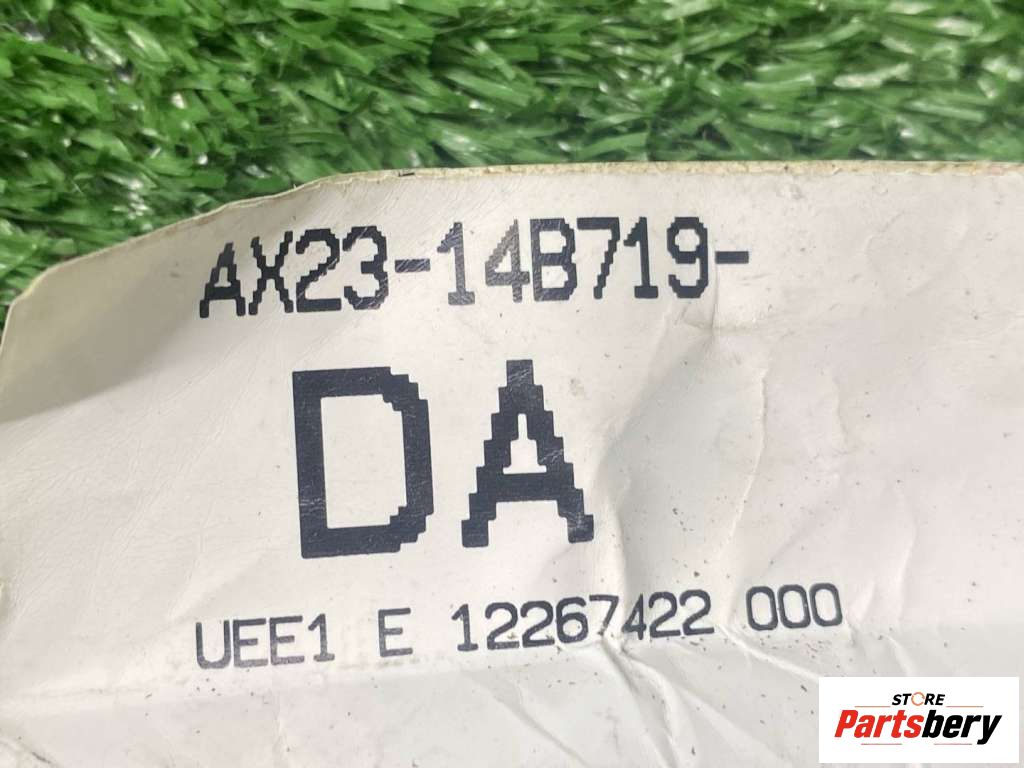 AX23-14B719-
DA
UEE1 E 12267422 000
STORE
Partsbery